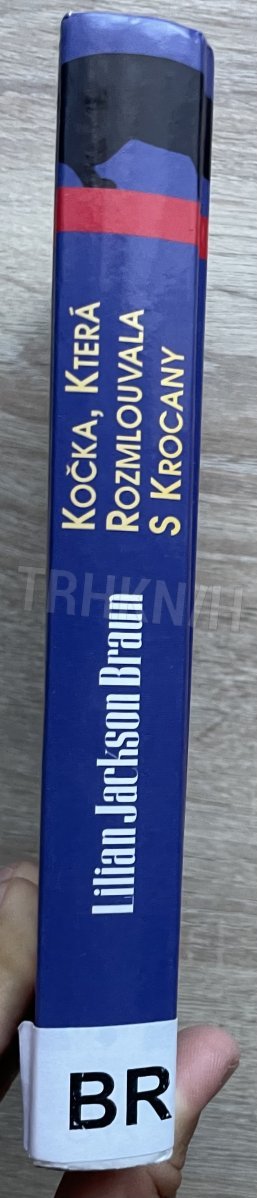 Kočka, Která
Rozmlouvala
S Krocany
TRHKNIH
Lilian Jackson Braun
BR